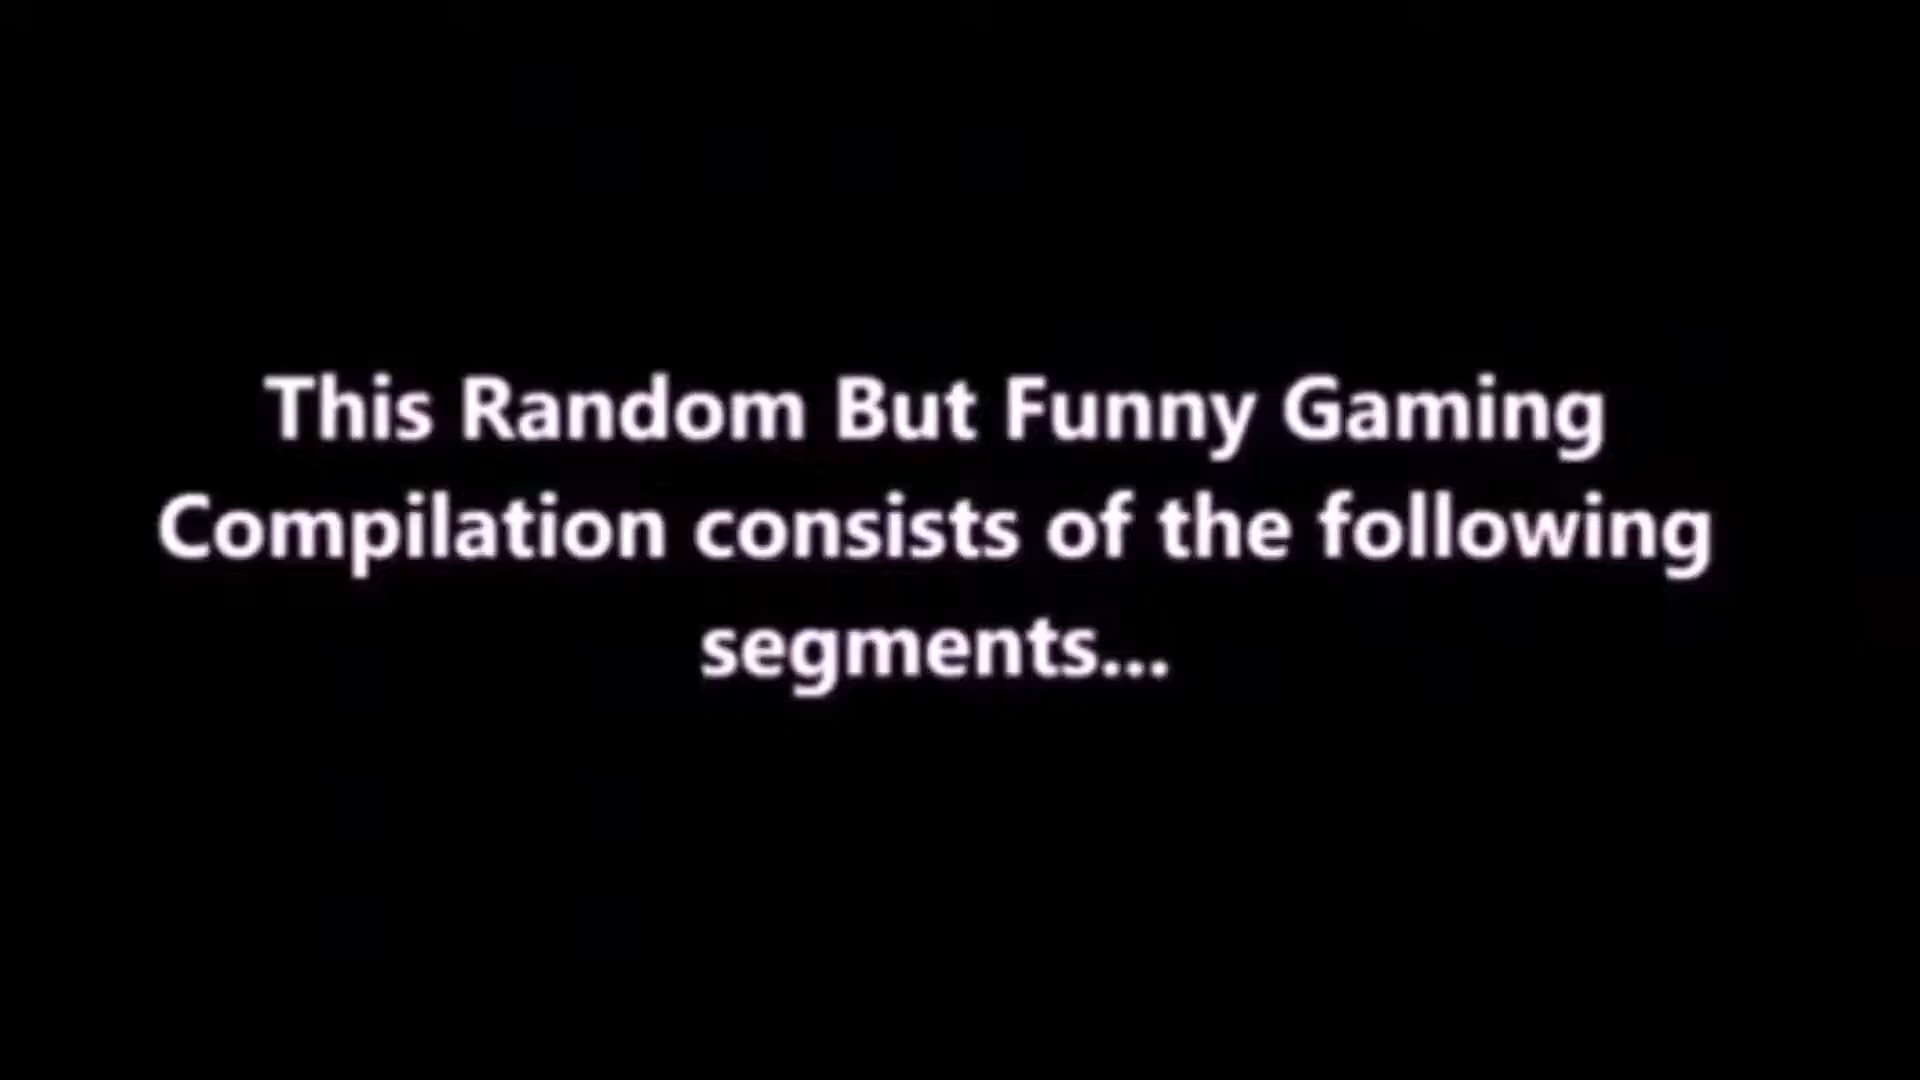 This Random But Funny Gaming
Compilation consists of the following
segments...